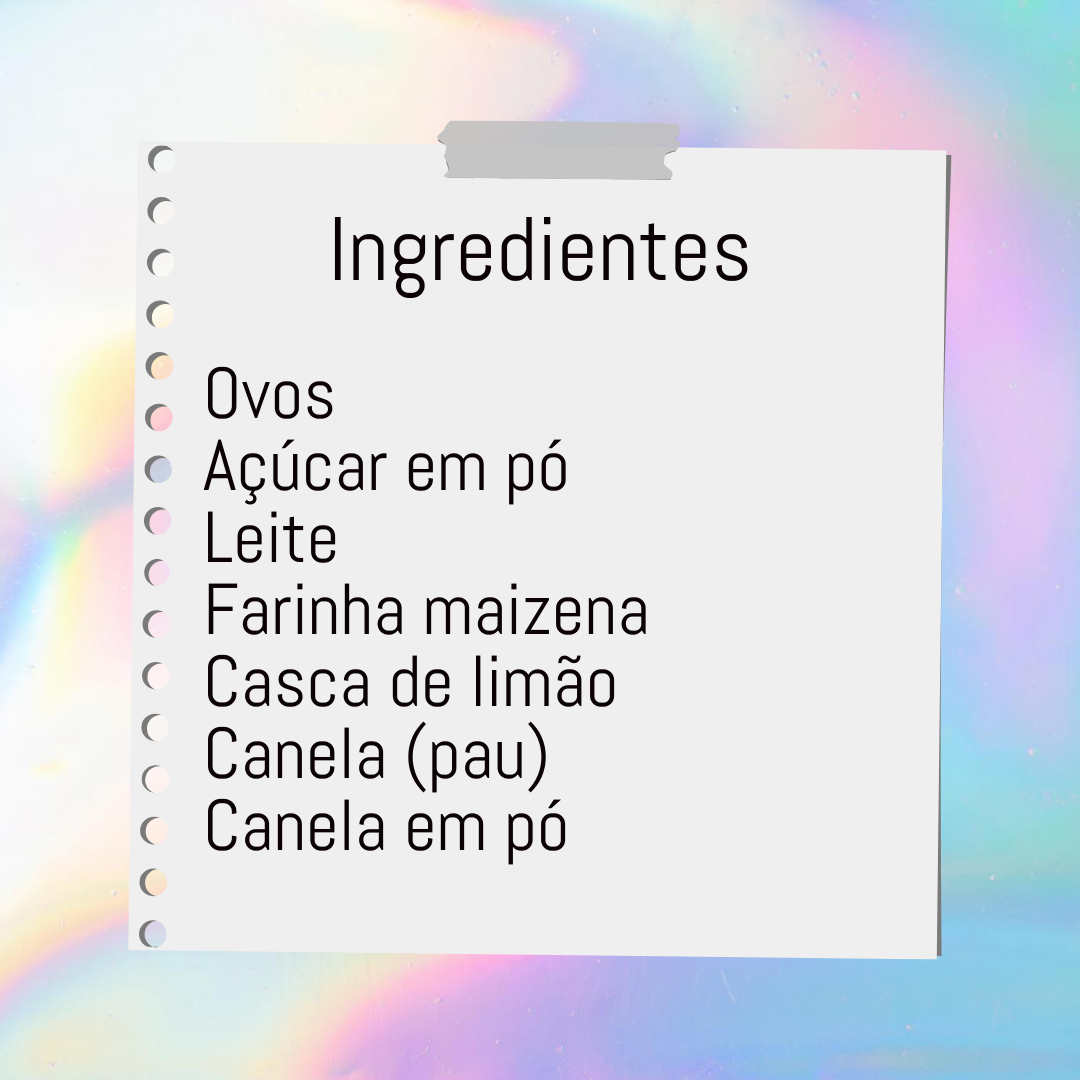 Ingredientes
Ovos
Açúcar em pó
Leite
Farinha maizena
Casca de limão
Canela (pau)
Canela em pó